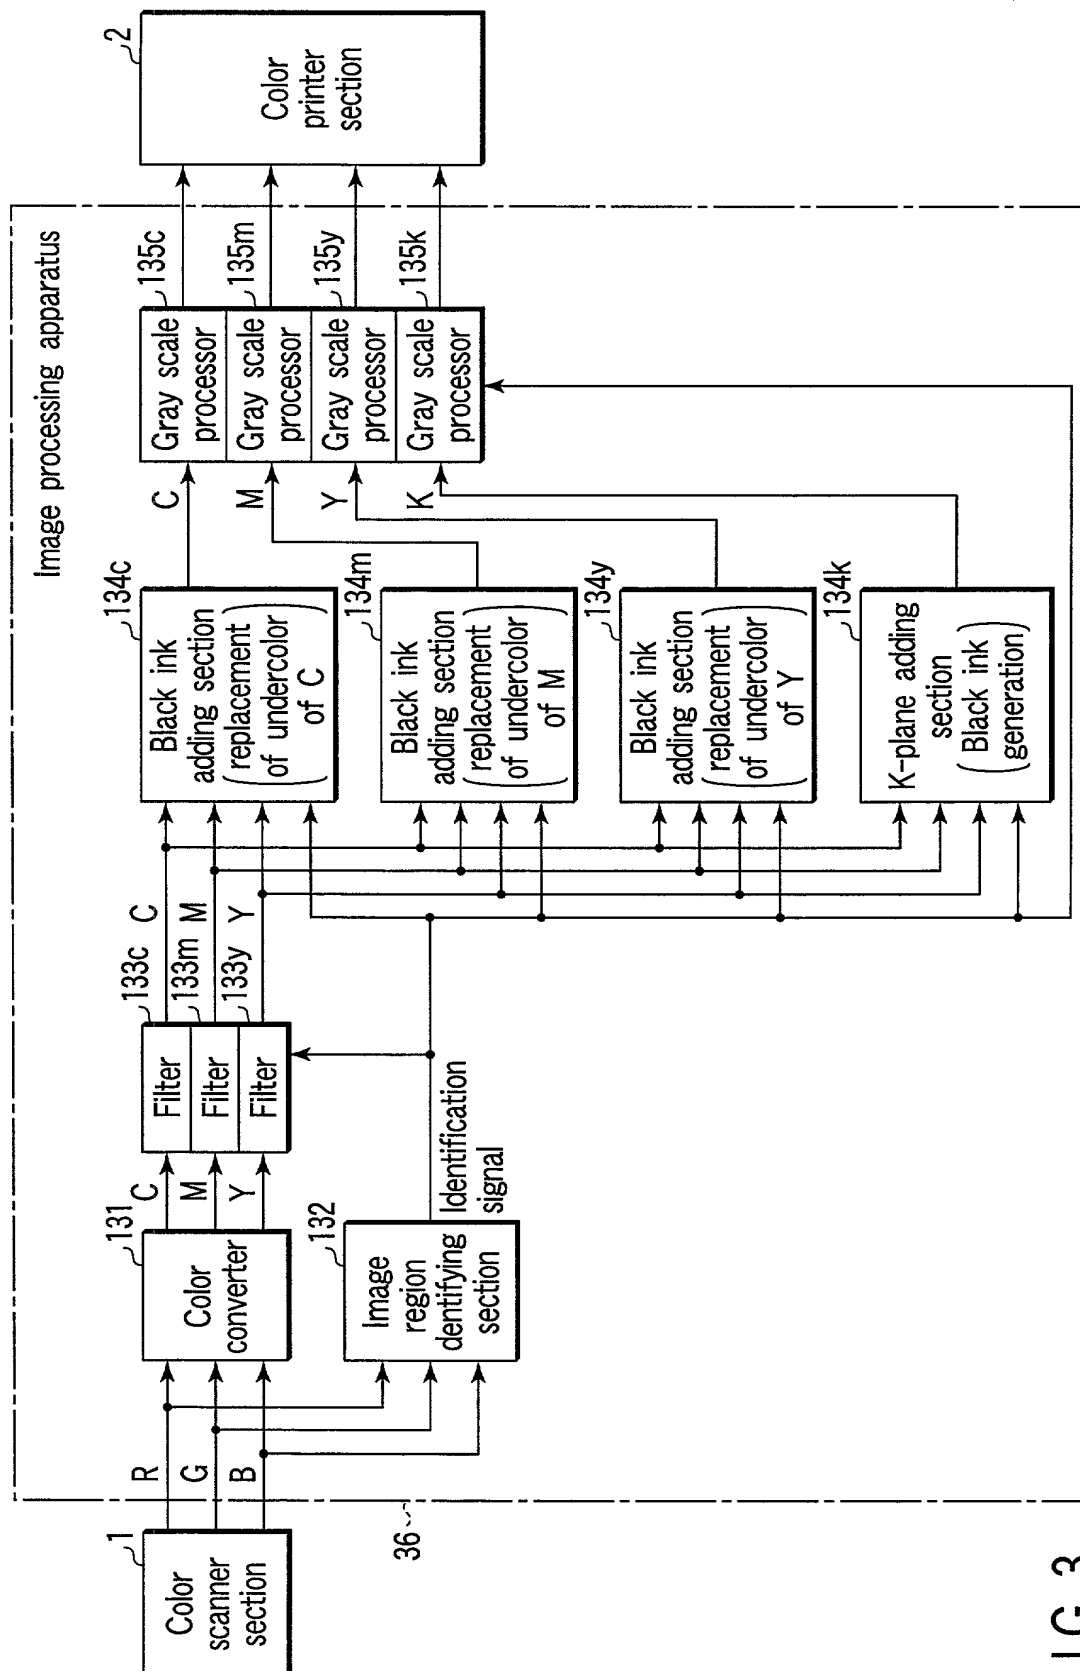 Image processing apparatus
36
1
Color
scanner
section
R
G
B
131
Color
converter
132
Image
region
dentifying
section
Identification
signal
C
M
Y
133c
133m
133y
Filter
Filter
Filter
C
M
Y
134c
Black ink
adding section
(replacement
of undercolor
of C)
134m
Black ink
adding section
(replacement
of undercolor
of M)
134y
Black ink
adding section
(replacement
of undercolor
of Y)
134k
K-plane adding
section
(Black ink
generation)
C
M
Y
K
135c
135m
135y
135k
Gray scale
processor
Gray scale
processor
Gray scale
processor
Gray scale
processor
2
Color
printer
section
I G. 3